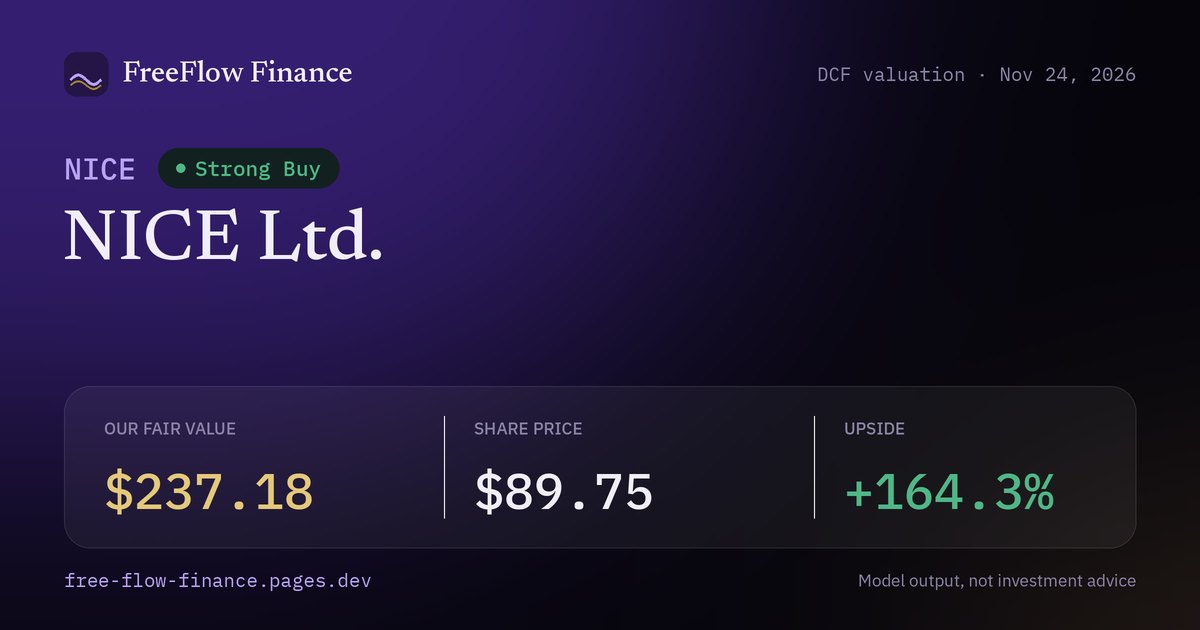 FreeFlow Finance
DCF valuation · Nov 24, 2026
NICE
Strong Buy
NICE Ltd.
OUR FAIR VALUE
$237.18
SHARE PRICE
$89.75
UPSIDE
+164.3%
free-flow-finance.pages.dev
Model output, not investment advice